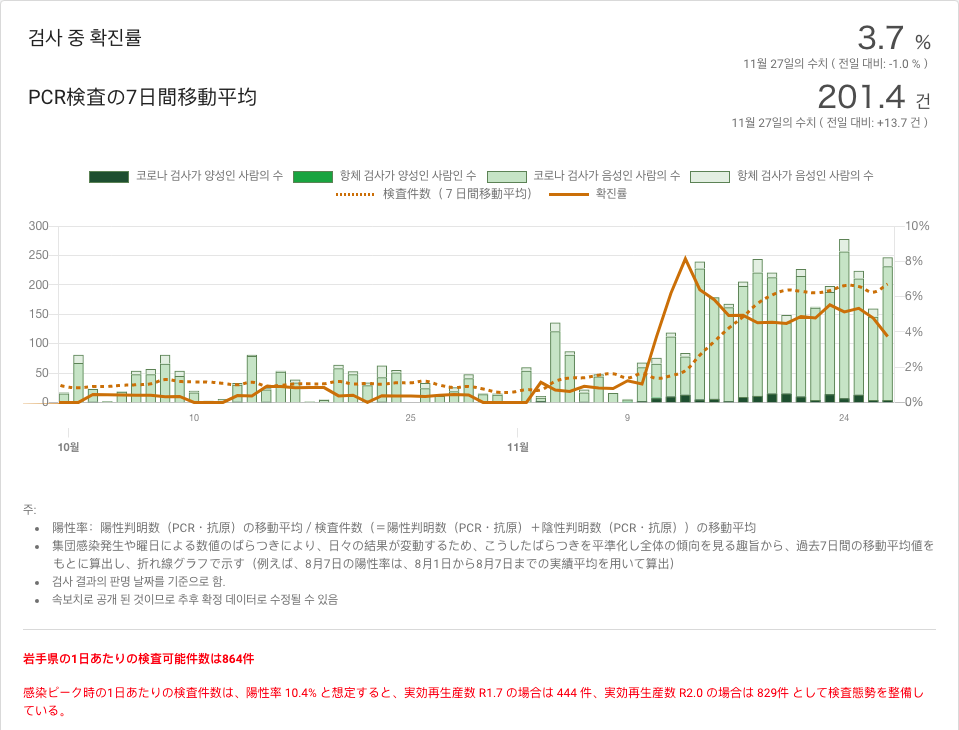 검사 중 확진률
3.7 %
11월 27일의 수치 ( 전일 대비: -1.0 % )
PCR検査の7日間移動平均
201.4 건
11월 27일의 수치 ( 전일 대비: +13.7 건 )
코로나 검사가 양성인 사람의 수
항체 검사가 양성인 사람인 수
코로나 검사가 음성인 사람의 수
항체 검사가 음성인 사람의 수
検査件数（７日間移動平均）
확진률
300
250
200
150
100
50
0
10%
8%
6%
4%
2%
0%
10
25
9
24
10월
11월
주:
陽性率：陽性判明数（PCR・抗原）の移動平均 / 検査件数（＝陽性判明数（PCR・抗原）＋陰性判明数（PCR・抗原））の移動平均
集団感染発生や曜日による数値のばらつきにより、日々の結果が変動するため、こうしたばらつきを平準化し全体の傾向を見る趣旨から、過去7日間の移動平均値を
もとに算出し、折れ線グラフで示す（例えば、8月7日の陽性率は、8月1日から8月7日までの実績平均を用いて算出）
검사 결과의 판명 날짜를 기준으로 함.
속보치로 공개 된 것이므로 추후 확정 데이터로 수정될 수 있음
岩手県の1日あたりの検査可能件数は864件
感染ピーク時の1日あたりの検査件数は、陽性率 10.4% と想定すると、実効再生産数 R1.7 の場合は 444 件、実効再生産数 R2.0 の場合は 829件 として検査態勢を整備し
ている。